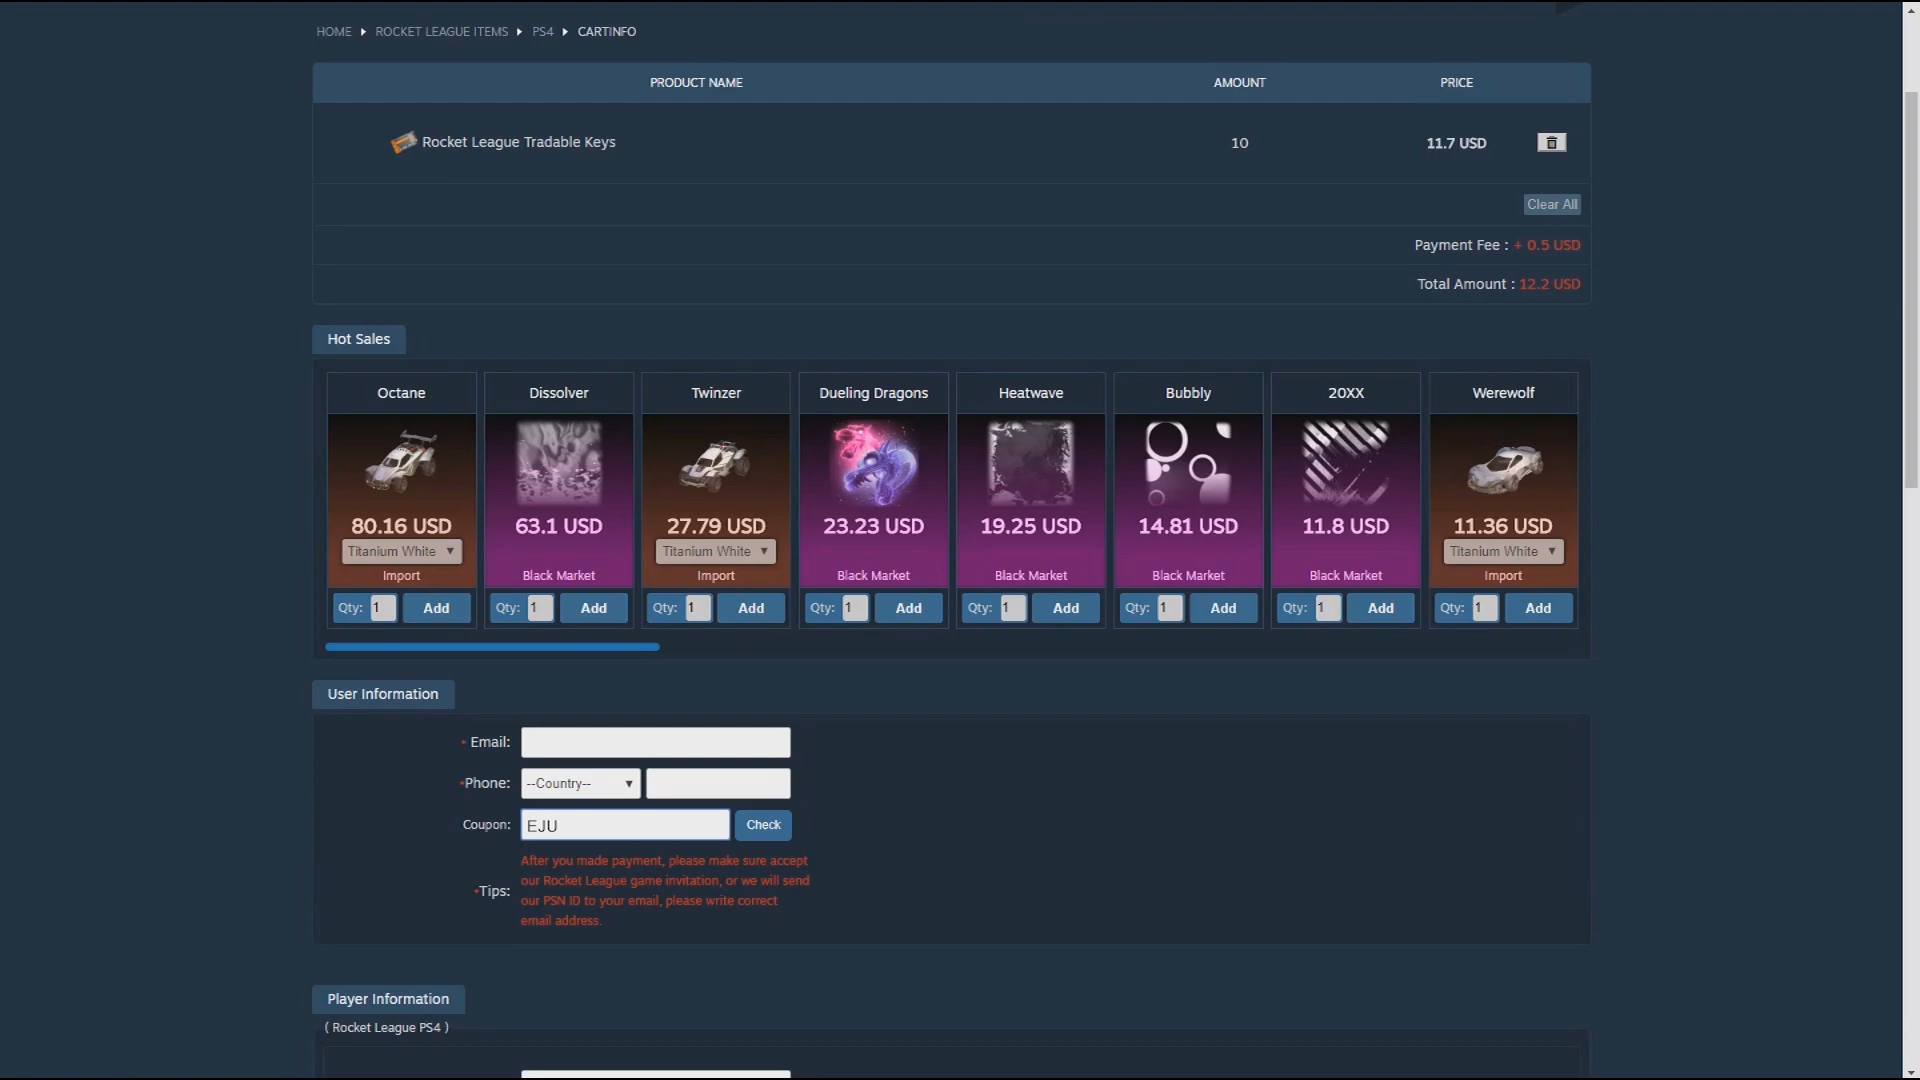 HOME ▶ ROCKET LEAGUE ITEMS ▶ PS4 ▶ CARTINFO
PRODUCT NAME AMOUNT PRICE
Rocket League Tradable Keys 10 11.7 USD
Clear All
Payment Fee : + 0.5 USD
Total Amount : 12.2 USD
Hot Sales
Octane Dissolver Twinzer Dueling Dragons Heatwave Bubbly 20XX Werewolf
80.16 USD 63.1 USD 27.79 USD 23.23 USD 19.25 USD 14.81 USD 11.8 USD 11.36 USD
Titanium White ▼ Titanium White ▼ Titanium White ▼
Import Black Market Import Black Market Black Market Black Market Black Market Import
Qty: 1 Add Qty: 1 Add Qty: 1 Add Qty: 1 Add Qty: 1 Add Qty: 1 Add Qty: 1 Add Qty: 1 Add
User Information
* Email:
*Phone: --Country-- ▼
Coupon: EJU Check
After you made payment, please make sure accept
our Rocket League game invitation, or we will send
*Tips:
our PSN ID to your email, please write correct
email address.
Player Information
( Rocket League PS4 )